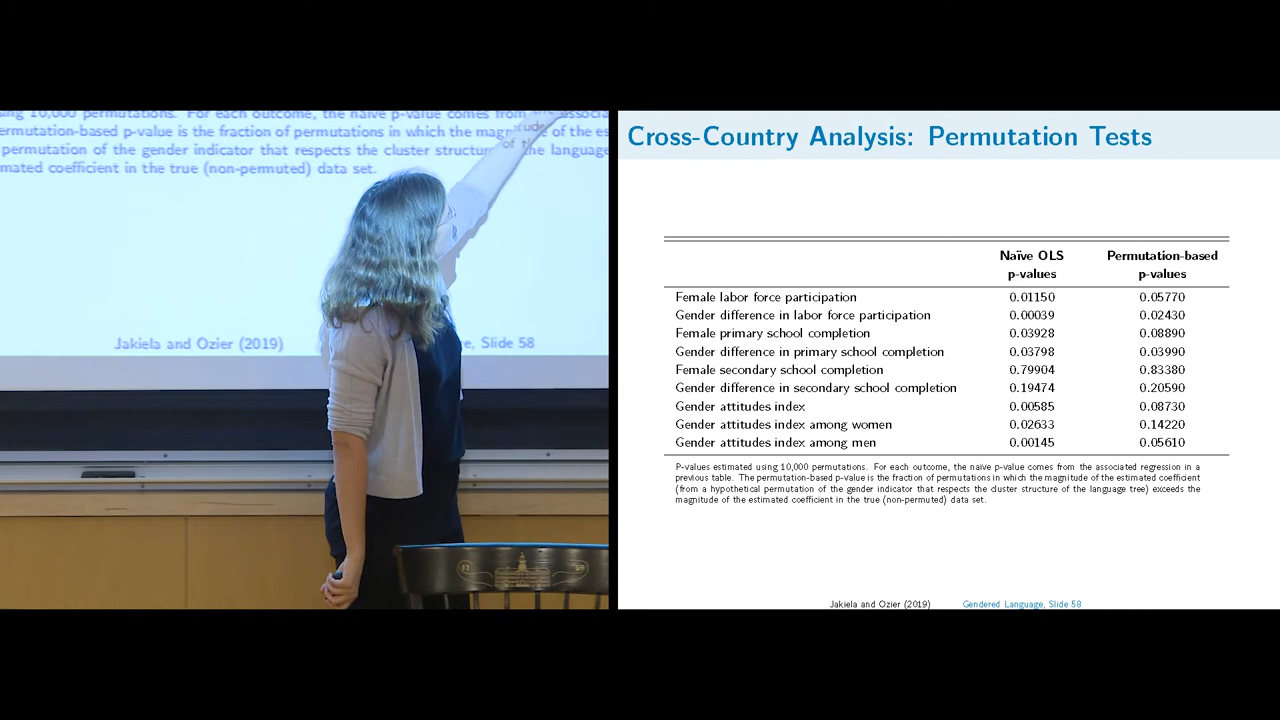 ing 10,000 permutations. For each outcome, the naïve p-value comes from
ermutation-based p-value is the fraction of permutations in which the of the es
permutation of the gender indicator that respects the cluster structure the language
mated coefficient in the true (non-permuted) data set.
Jakiela and Ozier (2019) ge, Slide 58
Cross-Country Analysis: Permutation Tests
Naïve OLS Permutation-based
p-values p-values
Female labor force participation 0.01150 0.05770
Gender difference in labor force participation 0.00039 0.02430
Female primary school completion 0.03928 0.08890
Gender difference in primary school completion 0.03798 0.03990
Female secondary school completion 0.79904 0.83380
Gender difference in secondary school completion 0.19474 0.20590
Gender attitudes index 0.00585 0.08730
Gender attitudes index among women 0.02633 0.14220
Gender attitudes index among men 0.00145 0.05610
P-values estimated using 10,000 permutations. For each outcome, the naïve p-value comes from the associated regression in a
previous table. The permutation-based p-value is the fraction of permutations in which the magnitude of the estimated coefficient
(from a hypothetical permutation of the gender indicator that respects the cluster structure of the language tree) exceeds the
magnitude of the estimated coefficient in the true (non-permuted) data set.
Jakiela and Ozier (2019) Gendered Language, Slide 58